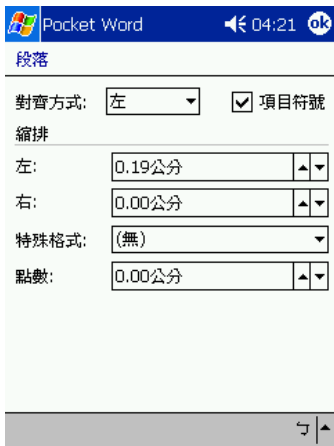 Pocket Word 04:21 ok
段落
對齊方式: 左 項目符號
縮排
左: 0.19公分
右: 0.00公分
特殊格式: (無)
點數: 0.00公分
ㄅ